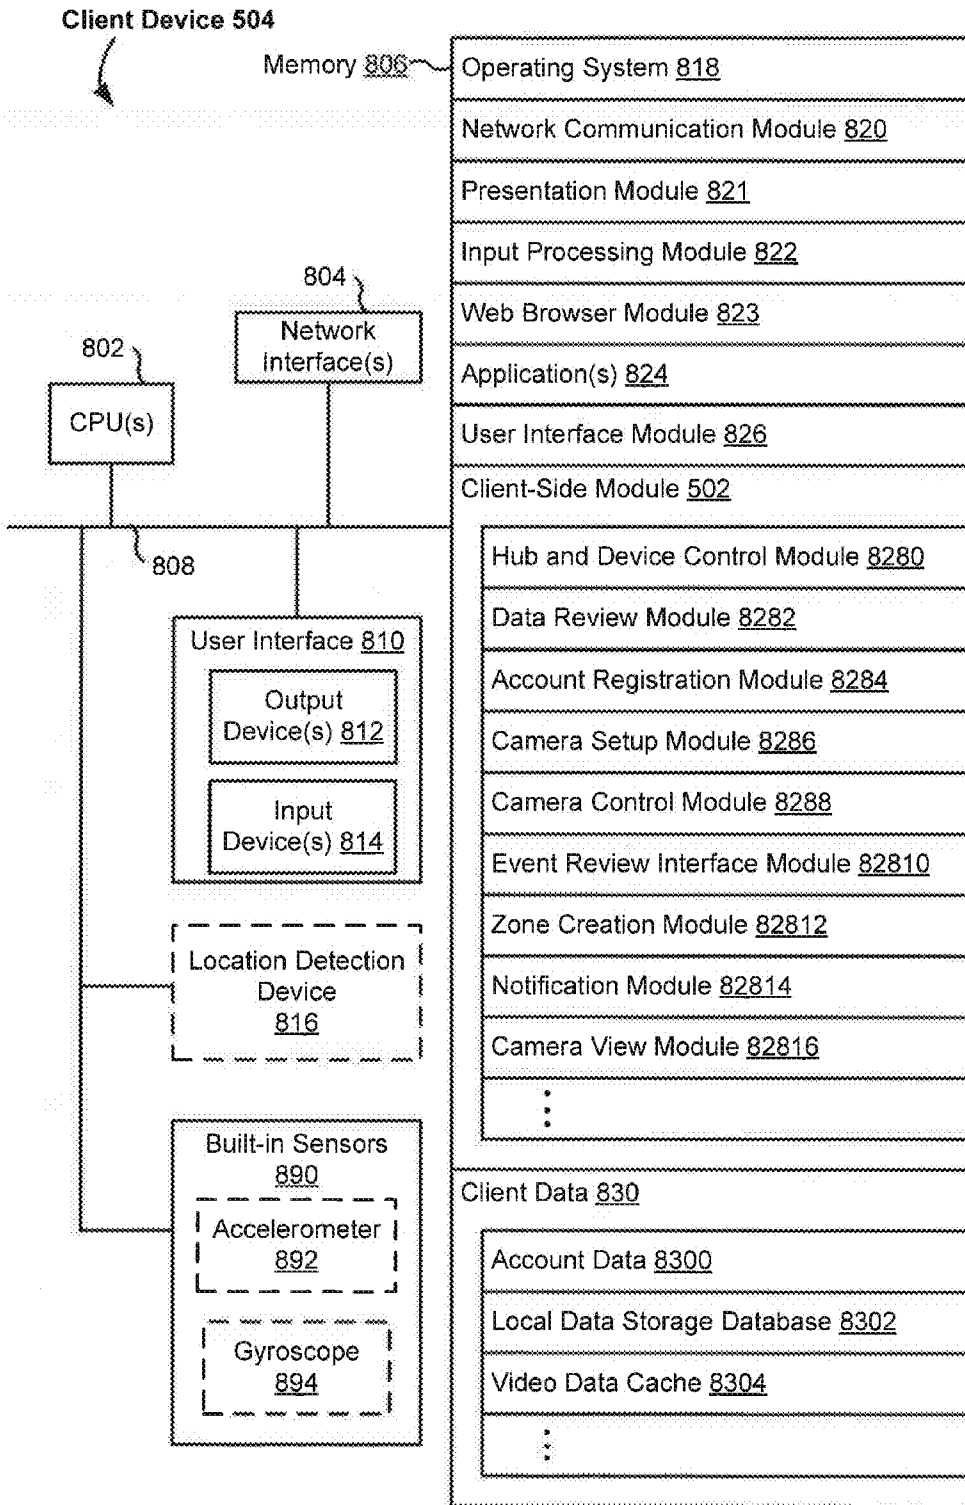 Client Device 504
Memory 806
Operating System 818
Network Communication Module 820
Presentation Module 821
Input Processing Module 822
Web Browser Module 823
Application(s) 824
User Interface Module 826
Client-Side Module 502
Hub and Device Control Module 8280
Data Review Module 8282
Account Registration Module 8284
Camera Setup Module 8286
Camera Control Module 8288
Event Review Interface Module 82810
Zone Creation Module 82812
Notification Module 82814
Camera View Module 82816
Client Data 830
Account Data 8300
Local Data Storage Database 8302
Video Data Cache 8304
804
Network
Interface(s)
802
CPU(s)
808
User Interface 810
Output
Device(s) 812
Input
Device(s) 814
Location Detection
Device
816
Built-in Sensors
890
Accelerometer
892
Gyroscope
894